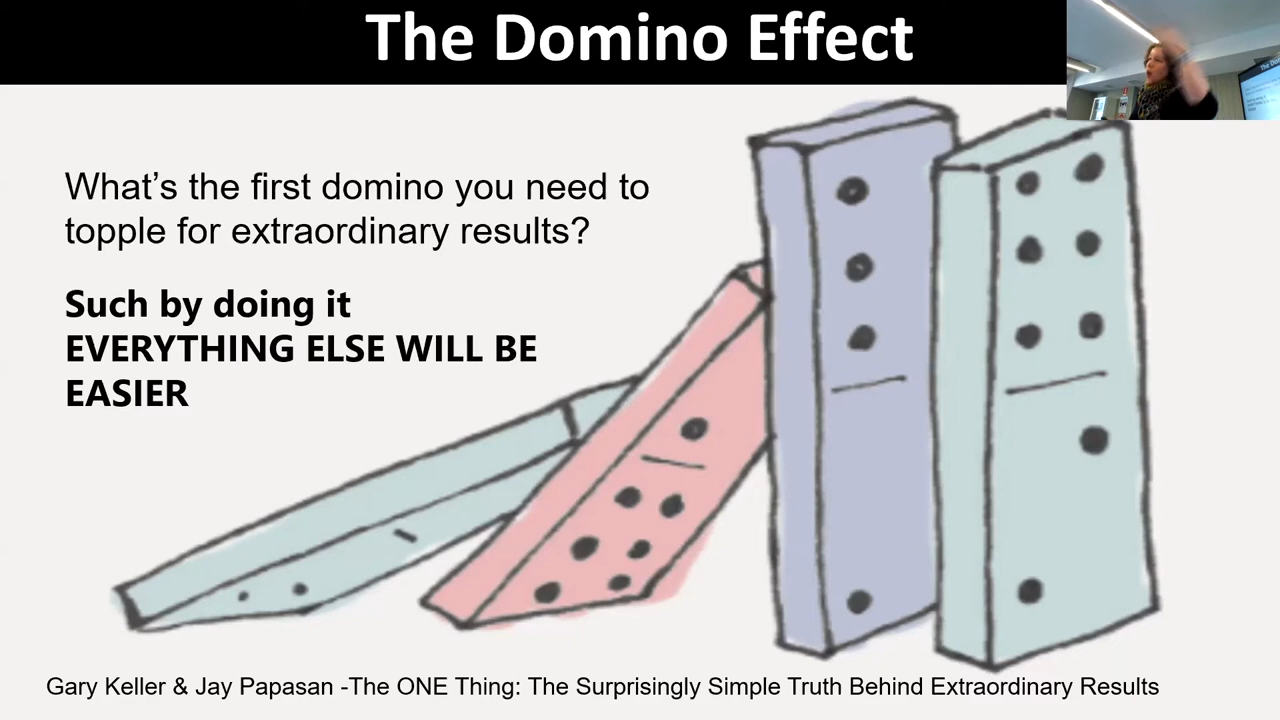 The Domino Effect
What’s the first domino you need to
topple for extraordinary results?
Such by doing it
EVERYTHING ELSE WILL BE
EASIER
Gary Keller & Jay Papasan -The ONE Thing: The Surprisingly Simple Truth Behind Extraordinary Results